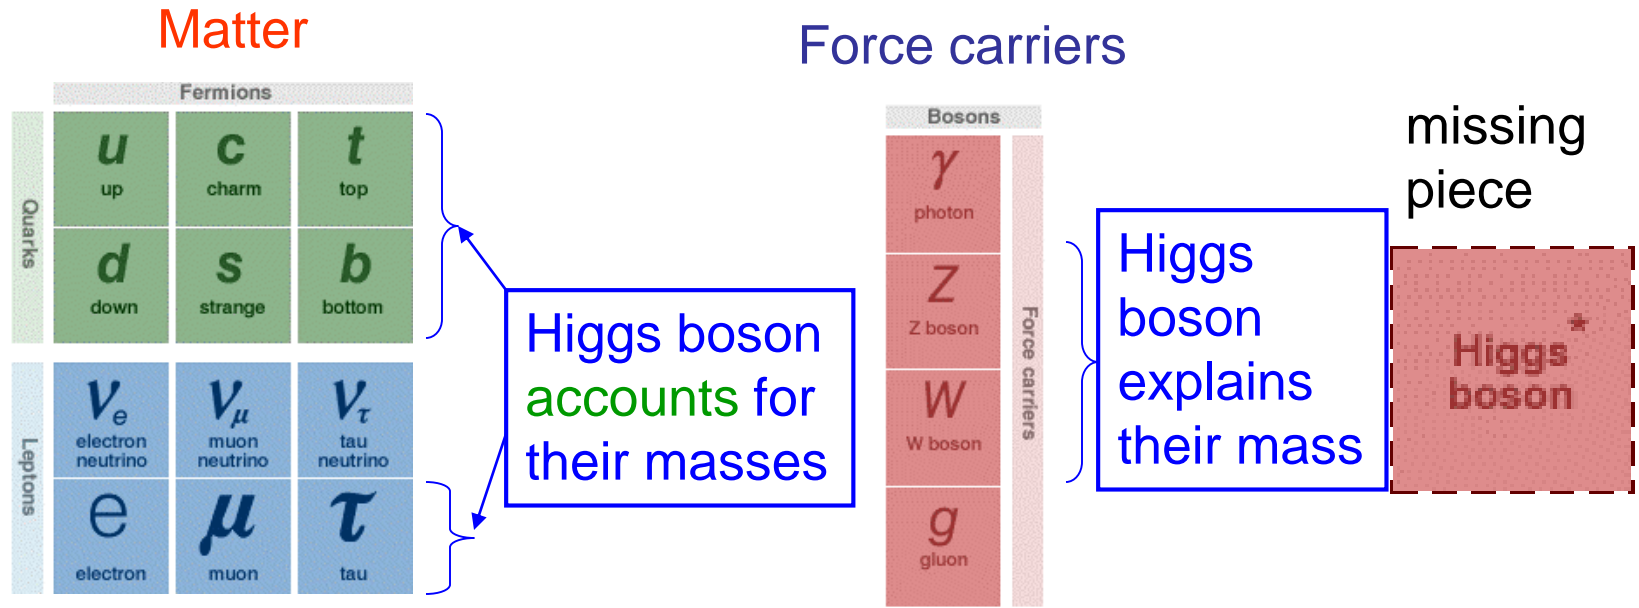 Matter
Force carriers
Fermions
Quarks
u
up
c
charm
t
top
d
down
s
strange
b
bottom
Leptons
νe
electron
neutrino
νμ
muon
neutrino
ντ
tau
neutrino
e
electron
μ
muon
τ
tau
Higgs boson
accounts for
their masses
Bosons
γ
photon
Z
Z boson
W
W boson
g
gluon
Force carriers
Higgs
boson
explains
their mass
missing
piece
*
Higgs
boson